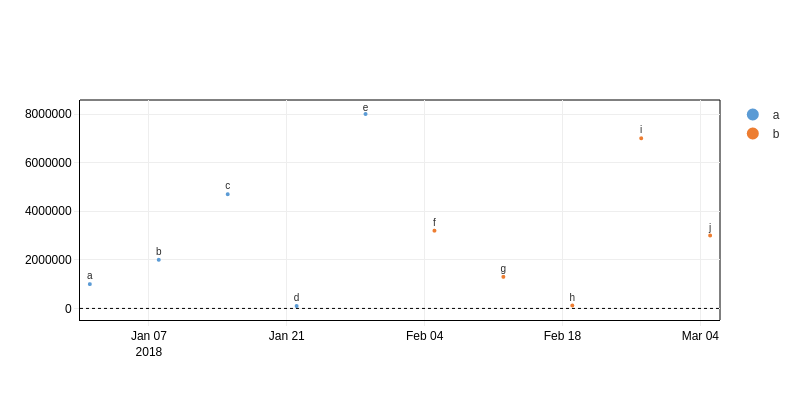 8000000
6000000
4000000
2000000
0
a
b
c
d
e
f
g
h
i
j
Jan 07
2018
Jan 21
Feb 04
Feb 18
Mar 04
a
b